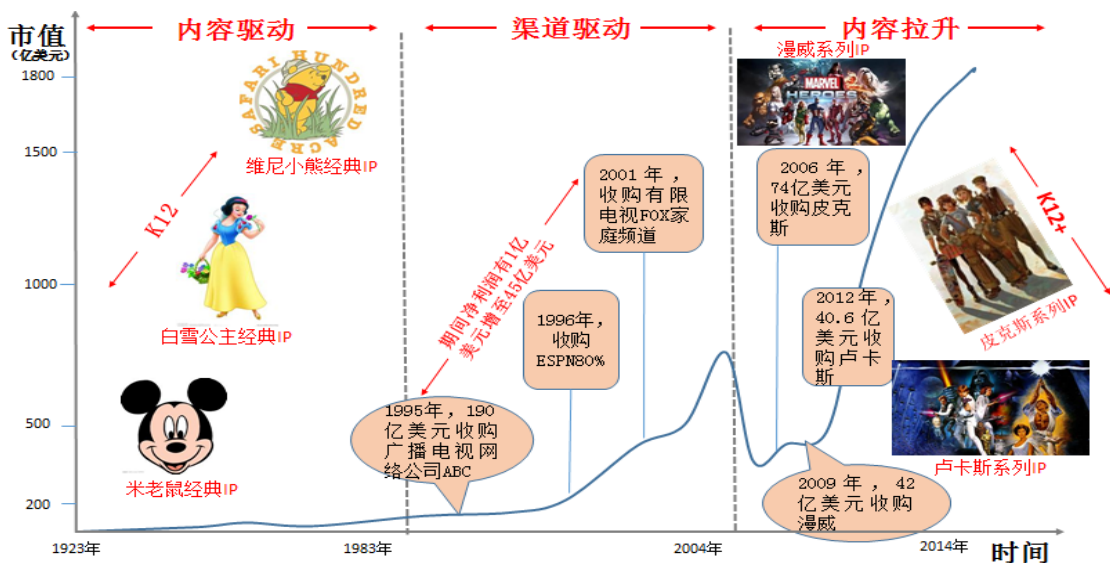 内容驱动
渠道驱动
内容拉升
市值
(亿美元)
1800
1500
1000
500
200
SAFARI HUNDRED ACRE
维尼小熊经典IP
K12
白雪公主经典IP
米老鼠经典IP
期间净利润有1亿
美元增至45亿美元
1995年，190
亿美元收购
广播电视网
络公司ABC
1996年，
收购
ESPN80%
2001 年，
收购有限
电视FOX家
庭频道
漫威系列IP
MARVEL
HEROES
2006 年，
74亿美元
收购皮克
斯
2012年，
40.6 亿
美元收
购卢卡
斯
2009 年， 42
亿美元收购
漫威
K12+
皮克斯系列IP
卢卡斯系列IP
1923年
1983年
2004年
2014年
时间